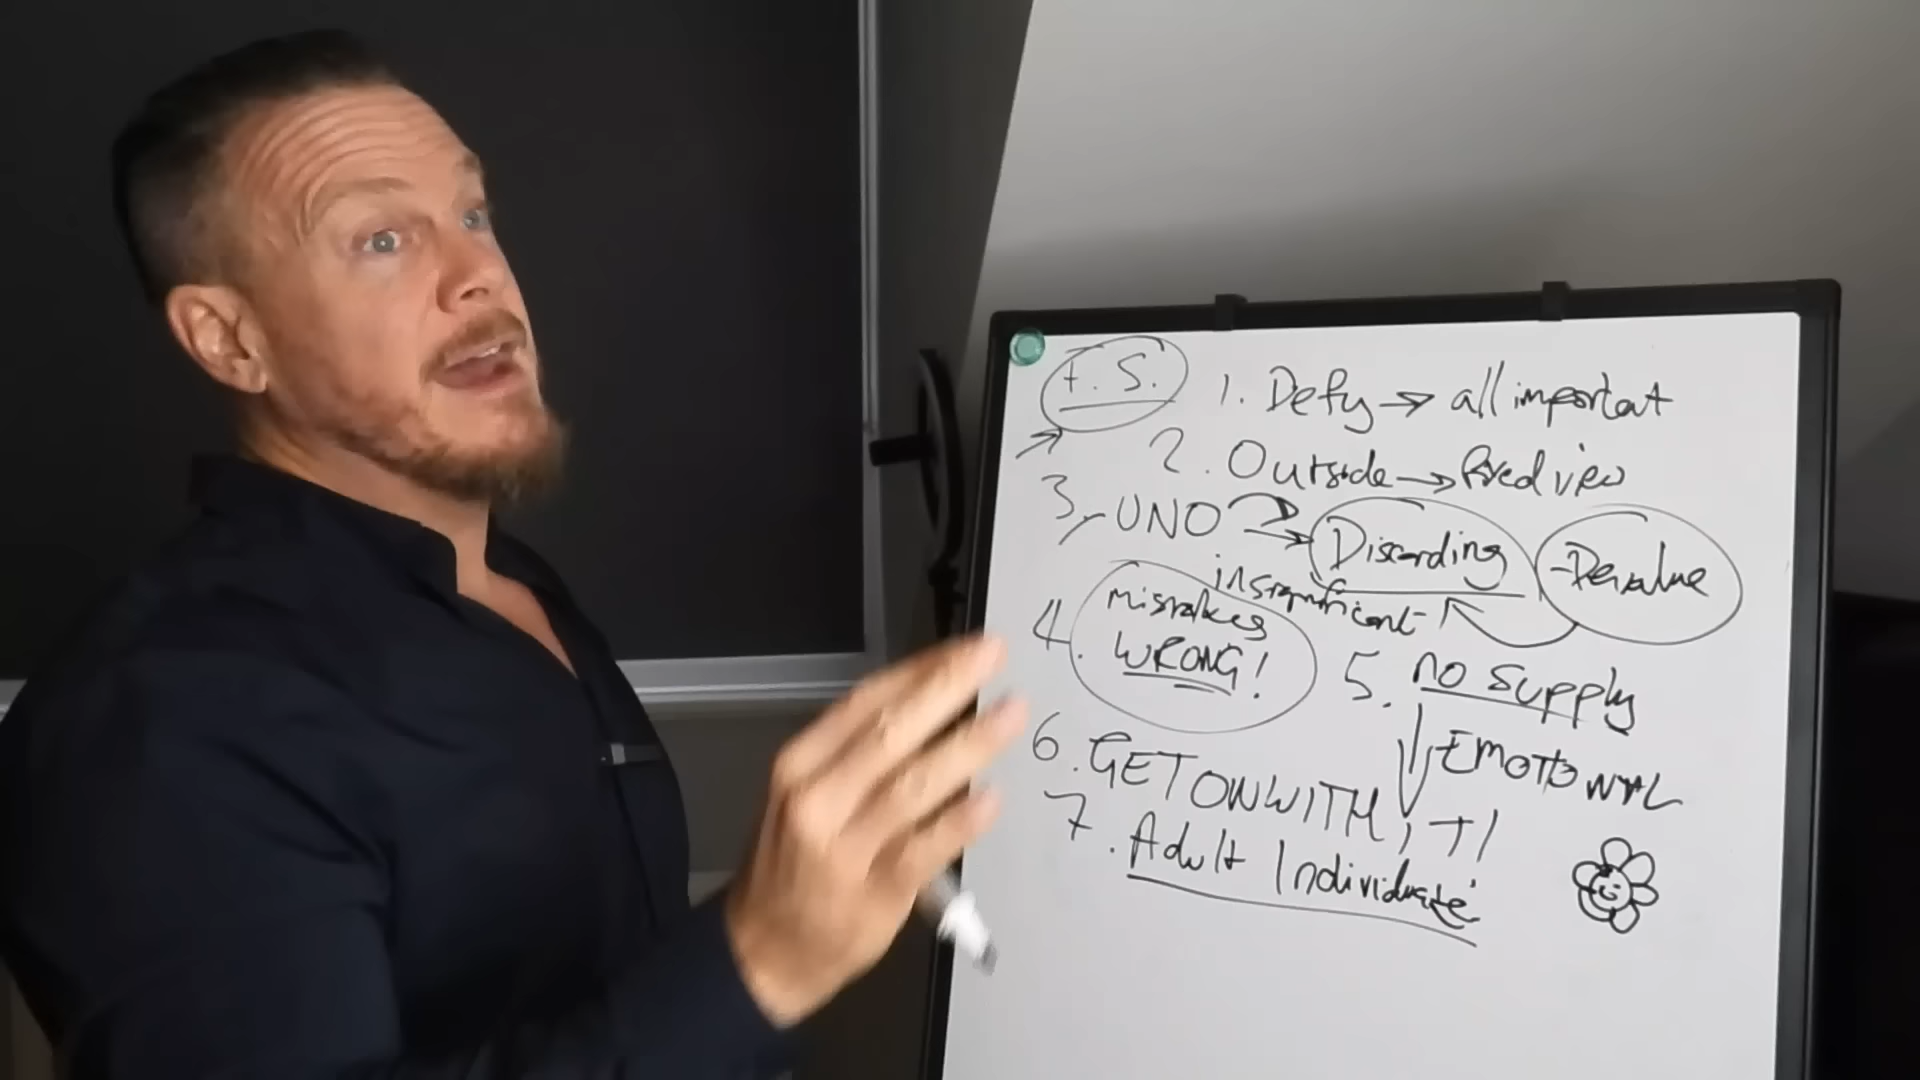 +. S.
1. Defy → all importat
2. Outside → fixed view
3. UNO → Discarding - Devalue
insignificant
4. mistakes
WRONG!
5. no supply
EMOTIONAL
6. GET ON WITH IT!
7. Adult Individuate